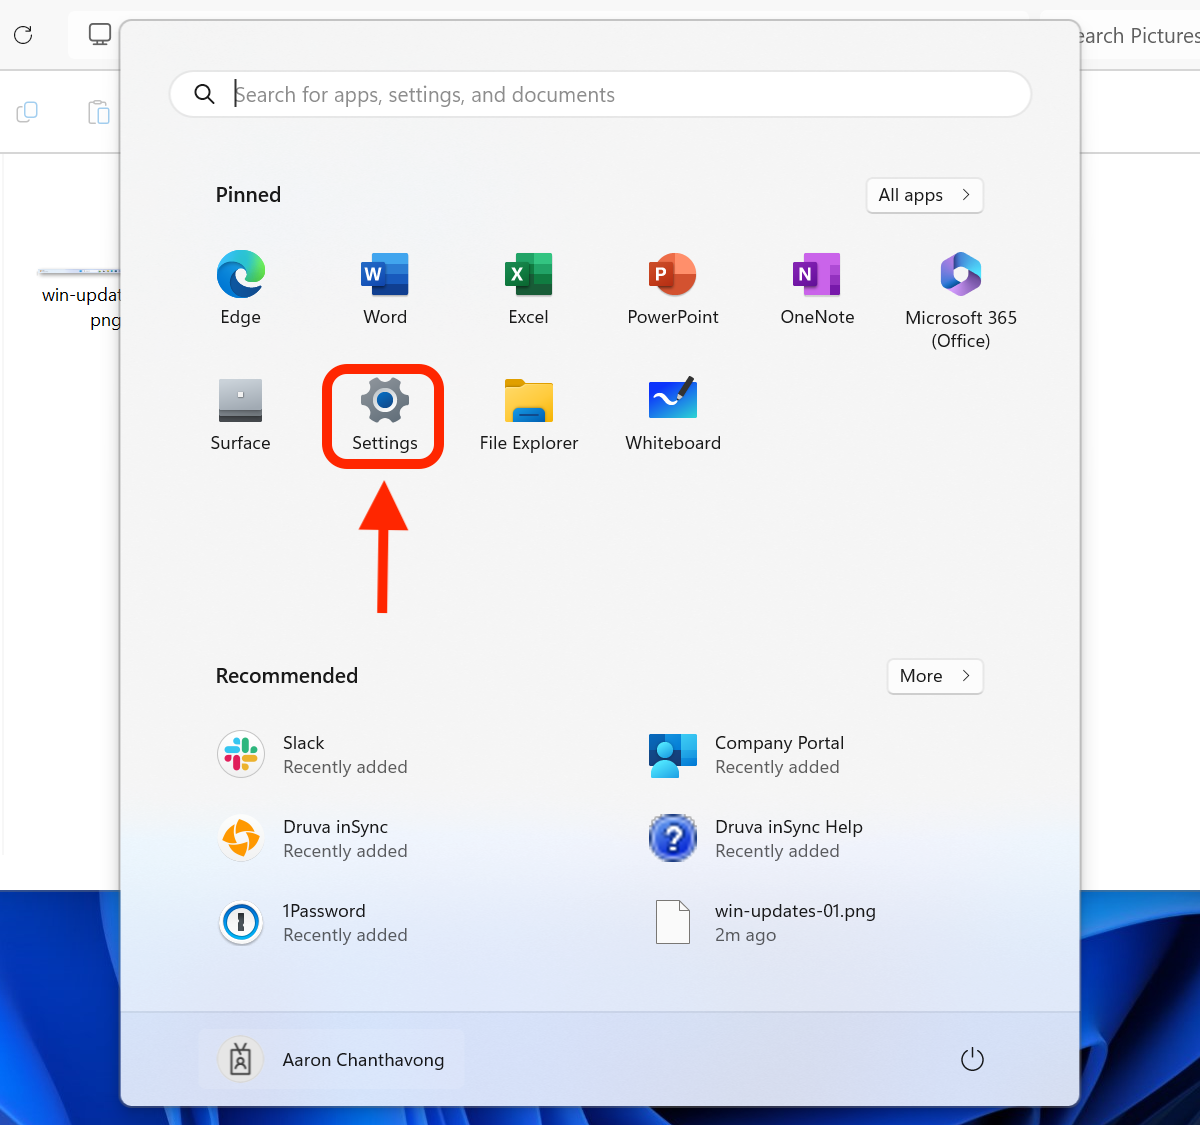 earch Pictures
Search for apps, settings, and documents
Pinned
All apps
Edge
Word
Excel
PowerPoint
OneNote
Microsoft 365
(Office)
Surface
Settings
File Explorer
Whiteboard
win-updat
png
Recommended
More
Slack
Recently added
Company Portal
Recently added
Druva inSync
Recently added
Druva inSync Help
Recently added
1Password
Recently added
win-updates-01.png
2m ago
Aaron Chanthavong